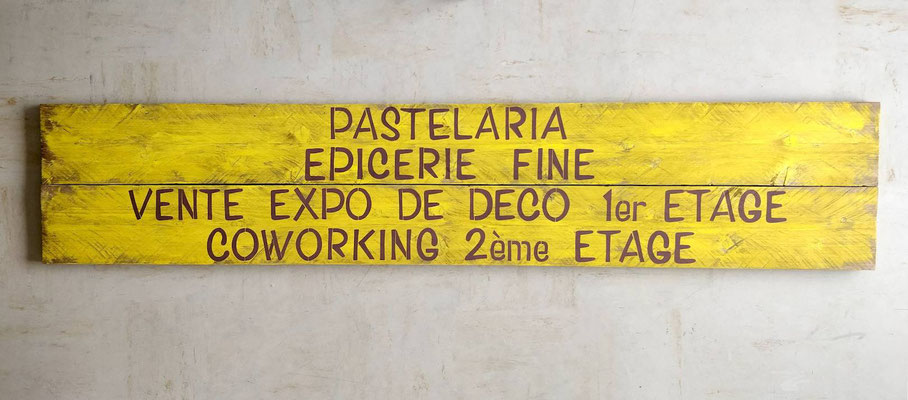 PASTELARIA
EPICERIE FINE
VENTE EXPO DE DECO 1er ETAGE
COWORKING 2ème ETAGE